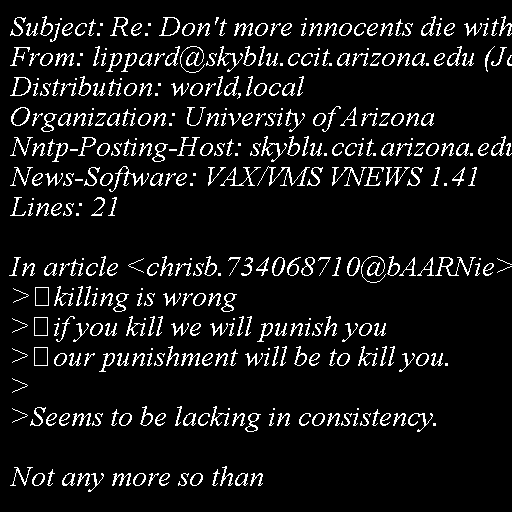 Subject: Re: Don't more innocents die with
From: lippard@skyblu.ccit.arizona.edu (Ja
Distribution: world,local
Organization: University of Arizona
Nntp-Posting-Host: skyblu.ccit.arizona.edu
News-Software: VAX/VMS VNEWS 1.41
Lines: 21

In article <chrisb.734068710@bAARNie>
>□killing is wrong
>□if you kill we will punish you
>□our punishment will be to kill you.
>
>Seems to be lacking in consistency.

Not any more so than